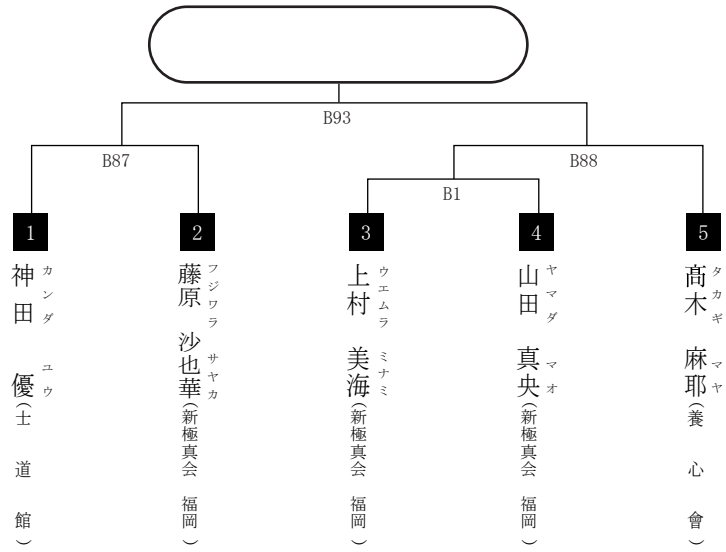 B93
B87
B88
B1
1
2
3
4
5
神田 優(士道館)
カンダ ユウ
藤原 沙也華(新極真会 福岡)
フジワラ サヤカ
上村 美海(新極真会 福岡)
ウエムラ ミナミ
山田 真央(新極真会 福岡)
ヤマダ マオ
髙木 麻耶(養心會)
タカギ マヤ